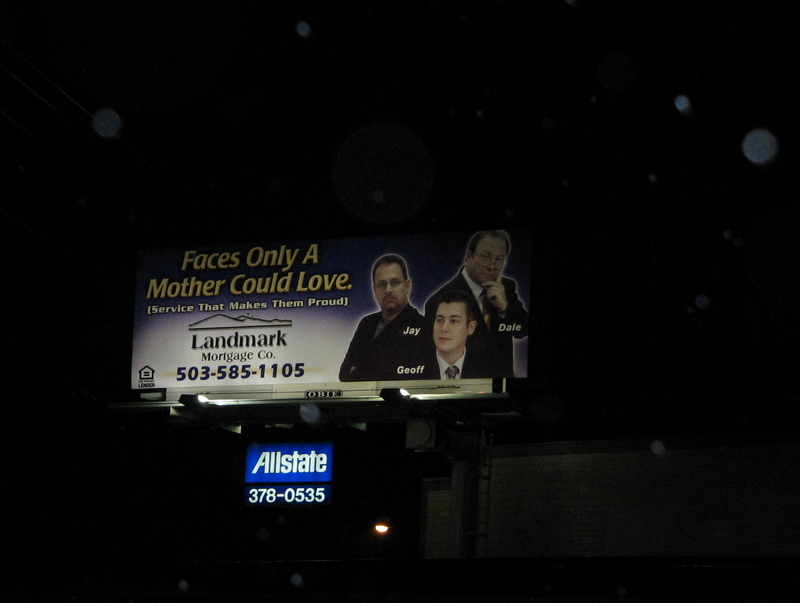 Faces Only A
Mother Could Love.
(Service That Makes Them Proud)
Landmark
Mortgage Co.
503-585-1105
LENDER
Jay
Geoff
Dale
OBIE
Allstate
378-0535